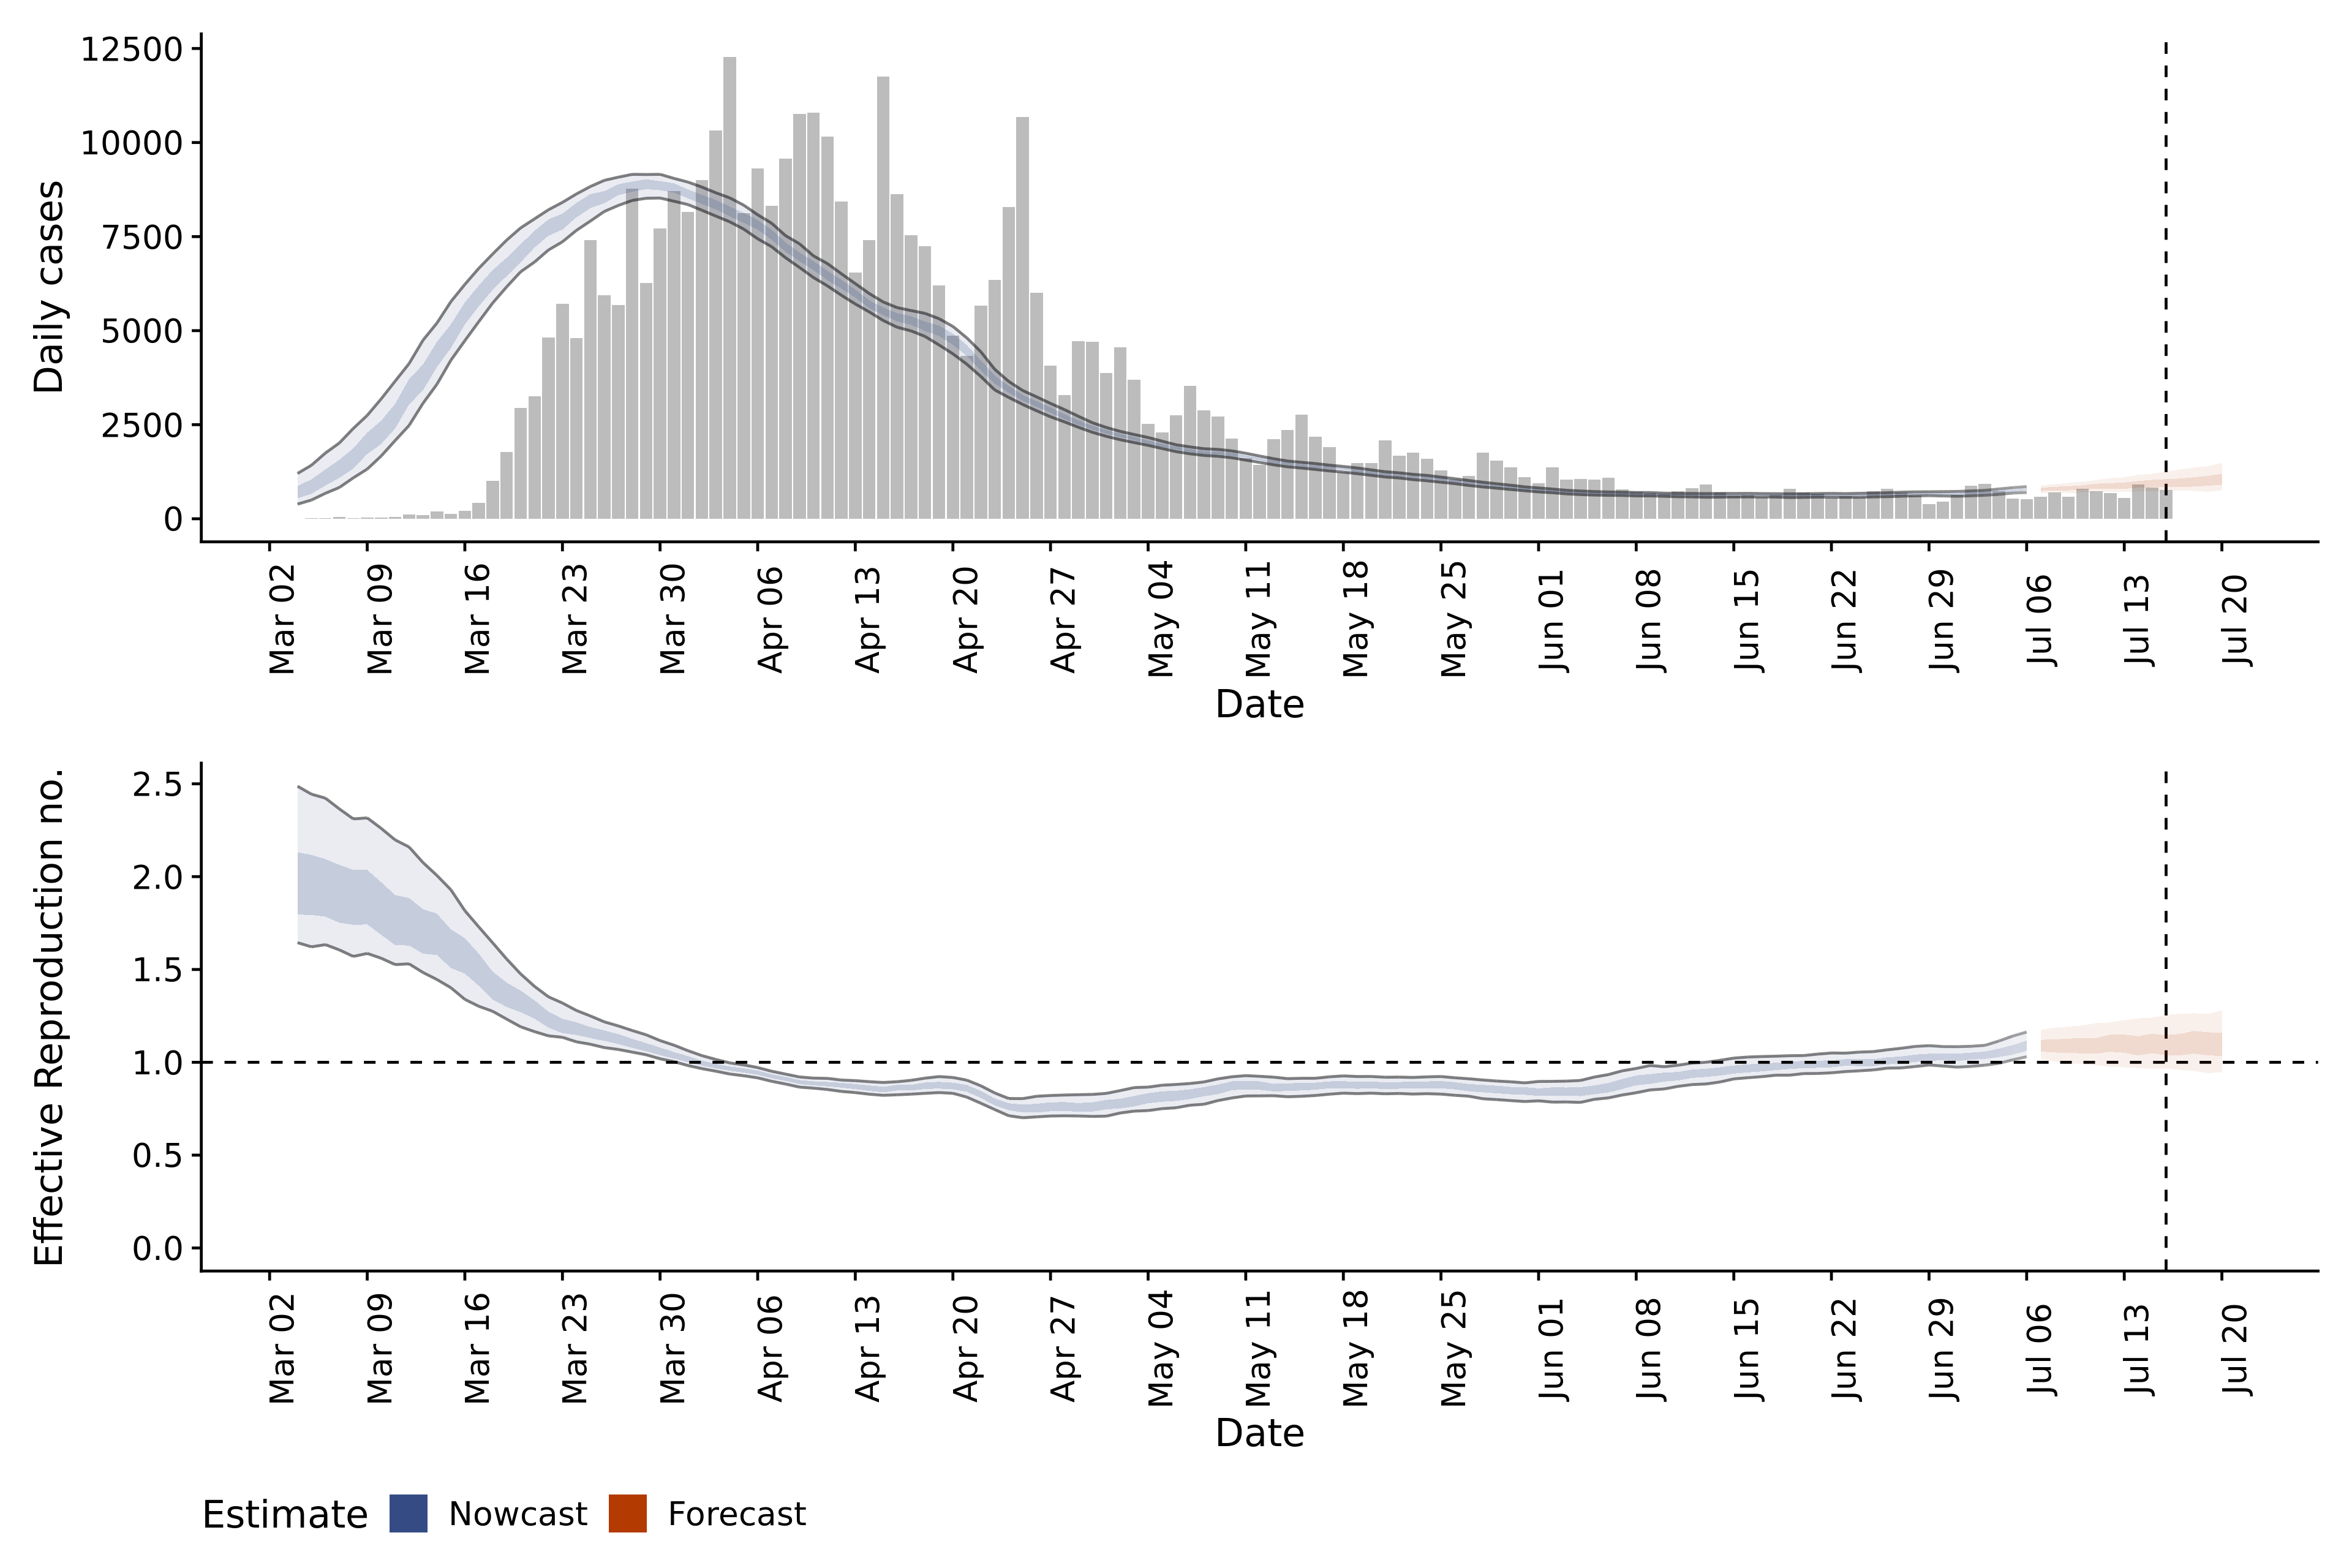 12500
10000
7500
5000
2500
0
Daily cases
Mar 02 Mar 09 Mar 16 Mar 23 Mar 30 Apr 06 Apr 13 Apr 20 Apr 27 May 04 May 11 May 18 May 25 Jun 01 Jun 08 Jun 15 Jun 22 Jun 29 Jul 06 Jul 13 Jul 20
Date
2.5
2.0
1.5
1.0
0.5
0.0
Effective Reproduction no.
Mar 02 Mar 09 Mar 16 Mar 23 Mar 30 Apr 06 Apr 13 Apr 20 Apr 27 May 04 May 11 May 18 May 25 Jun 01 Jun 08 Jun 15 Jun 22 Jun 29 Jul 06 Jul 13 Jul 20
Date
Estimate Nowcast Forecast